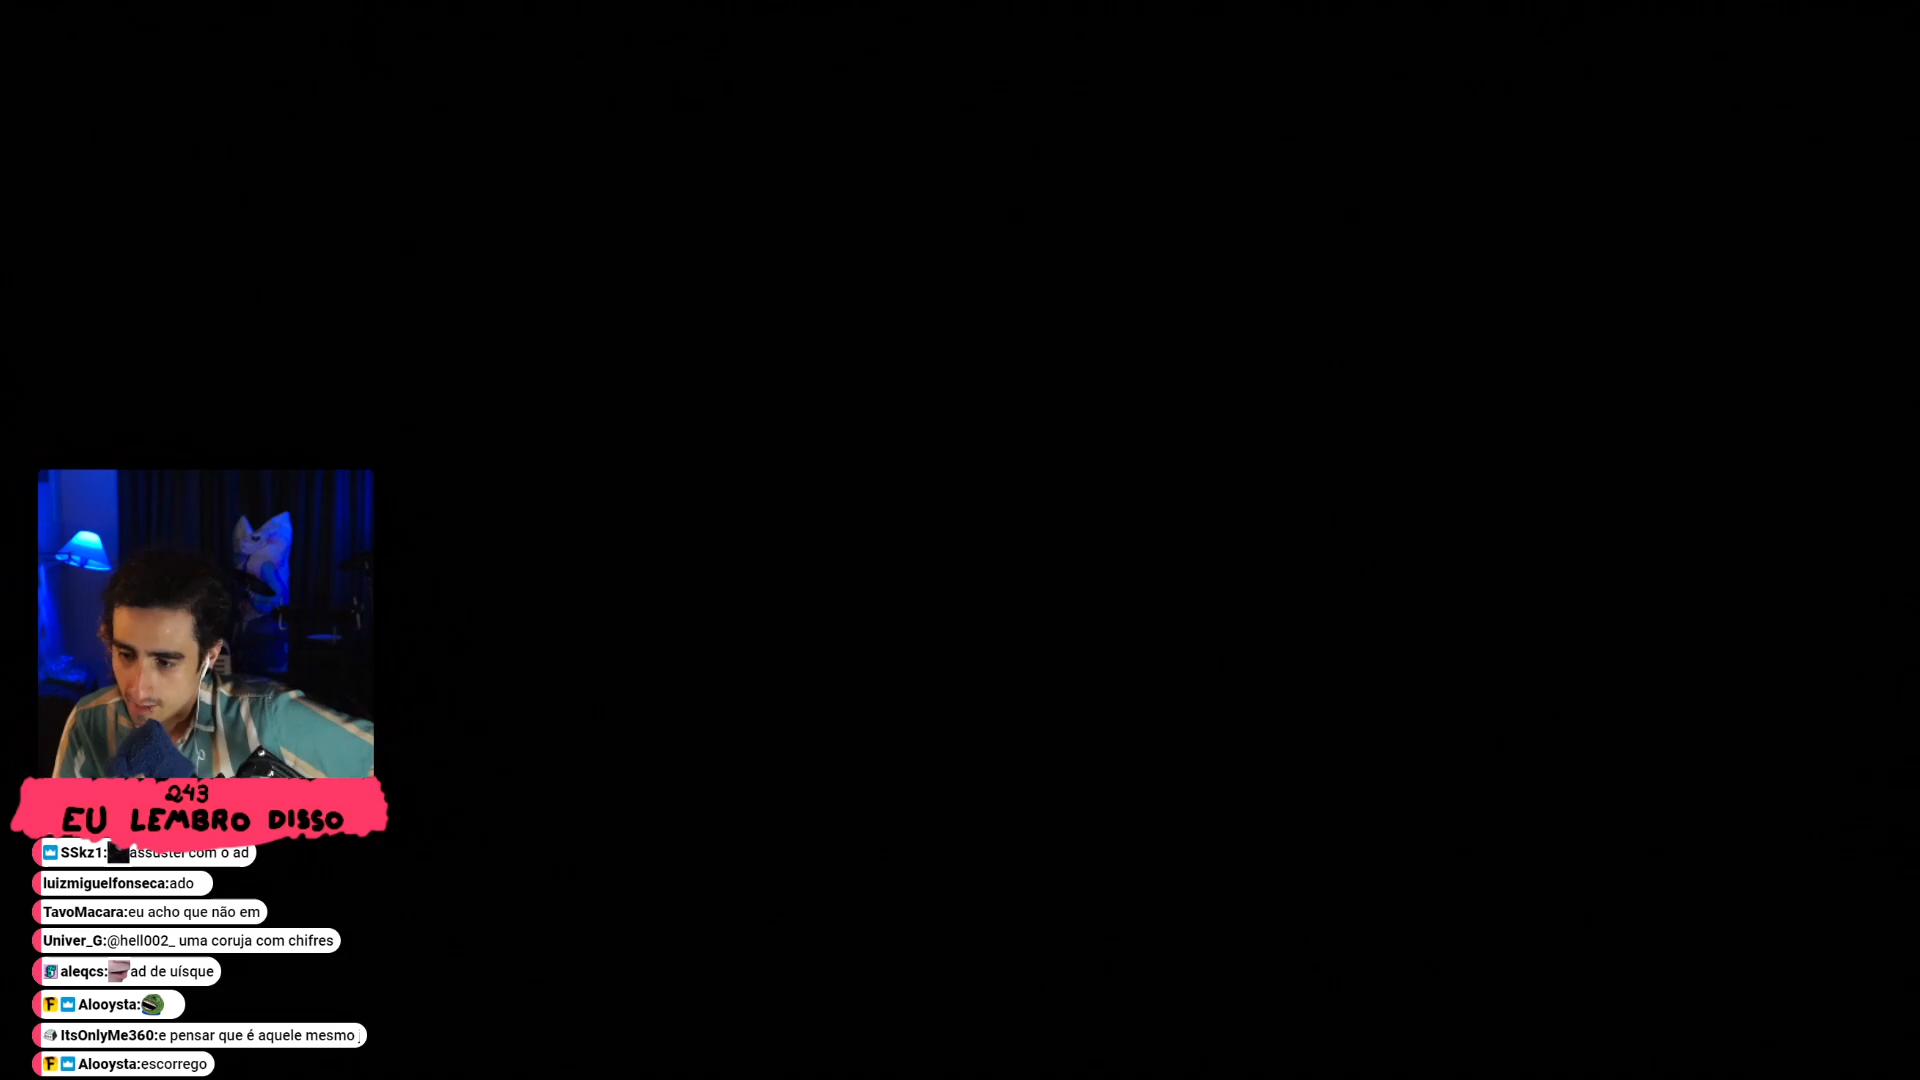 243
EU LEMBRO DISSO
SSkz1: assustei com o ad
luizmiguelfonseca:ado
TavoMacara:eu acho que não em
Univer_G:@hell002_ uma coruja com chifres
aleqcs: ad de uísque
F Alooysta:
ItsOnlyMe360:e pensar que é aquele mesmo
F Alooysta:escorrego